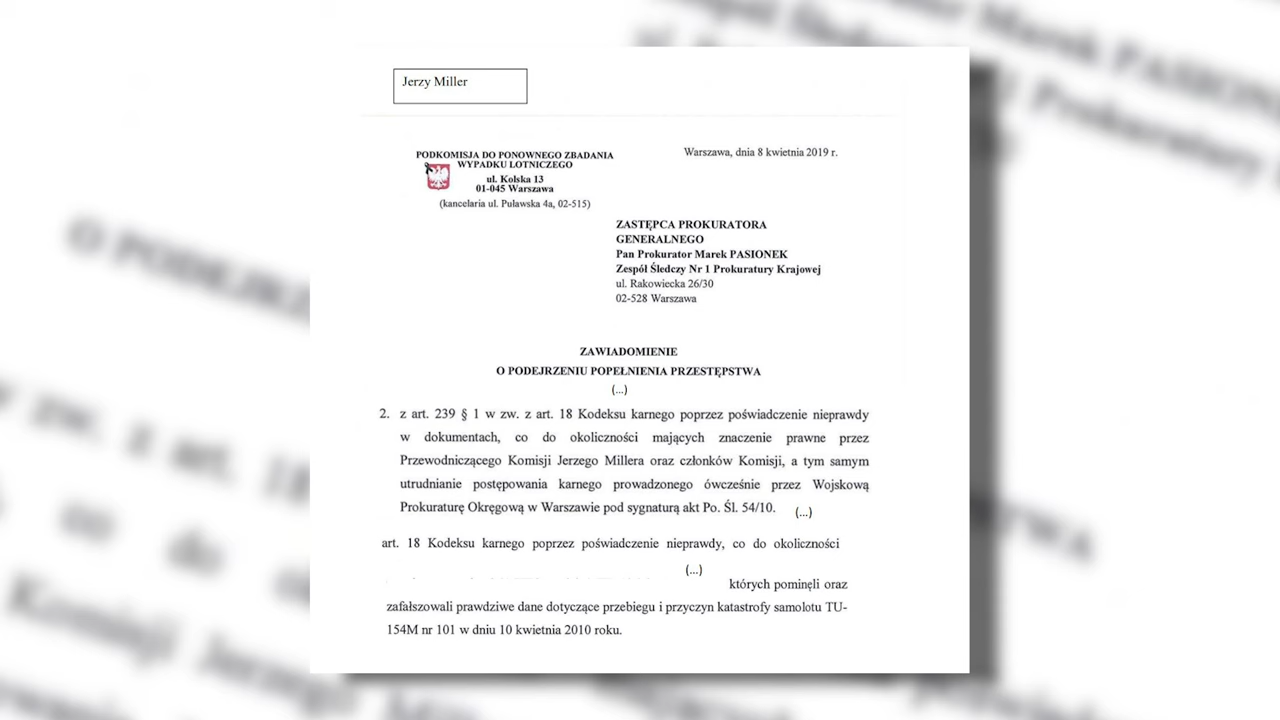 Jerzy Miller
PODKOMISJA DO PONOWNEGO ZBADANIA
WYPADKU LOTNICZEGO
ul. Kolska 13
01-045 Warszawa
(kancelaria ul. Puławska 4a, 02-515)
Warszawa, dnia 8 kwietnia 2019 r.
ZASTĘPCA PROKURATORA
GENERALNEGO
Pan Prokurator Marek PASIONEK
Zespół Śledczy Nr 1 Prokuratury Krajowej
ul. Rakowiecka 26/30
02-528 Warszawa
ZAWIADOMIENIE
O PODEJRZENIU POPEŁNIENIA PRZESTĘPSTWA
(...)
2. z art. 239 § 1 w zw. z art. 18 Kodeksu karnego poprzez poświadczenie nieprawdy
w dokumentach, co do okoliczności mających znaczenie prawne przez
Przewodniczącego Komisji Jerzego Millera oraz członków Komisji, a tym samym
utrudnianie postępowania karnego prowadzonego ówcześnie przez Wojskową
Prokuraturę Okręgową w Warszawie pod sygnaturą akt Po. Śl. 54/10. (...)
art. 18 Kodeksu karnego poprzez poświadczenie nieprawdy, co do okoliczności
(...)
których pominęli oraz
zafałszowali prawdziwe dane dotyczące przebiegu i przyczyn katastrofy samolotu TU-
154M nr 101 w dniu 10 kwietnia 2010 roku.